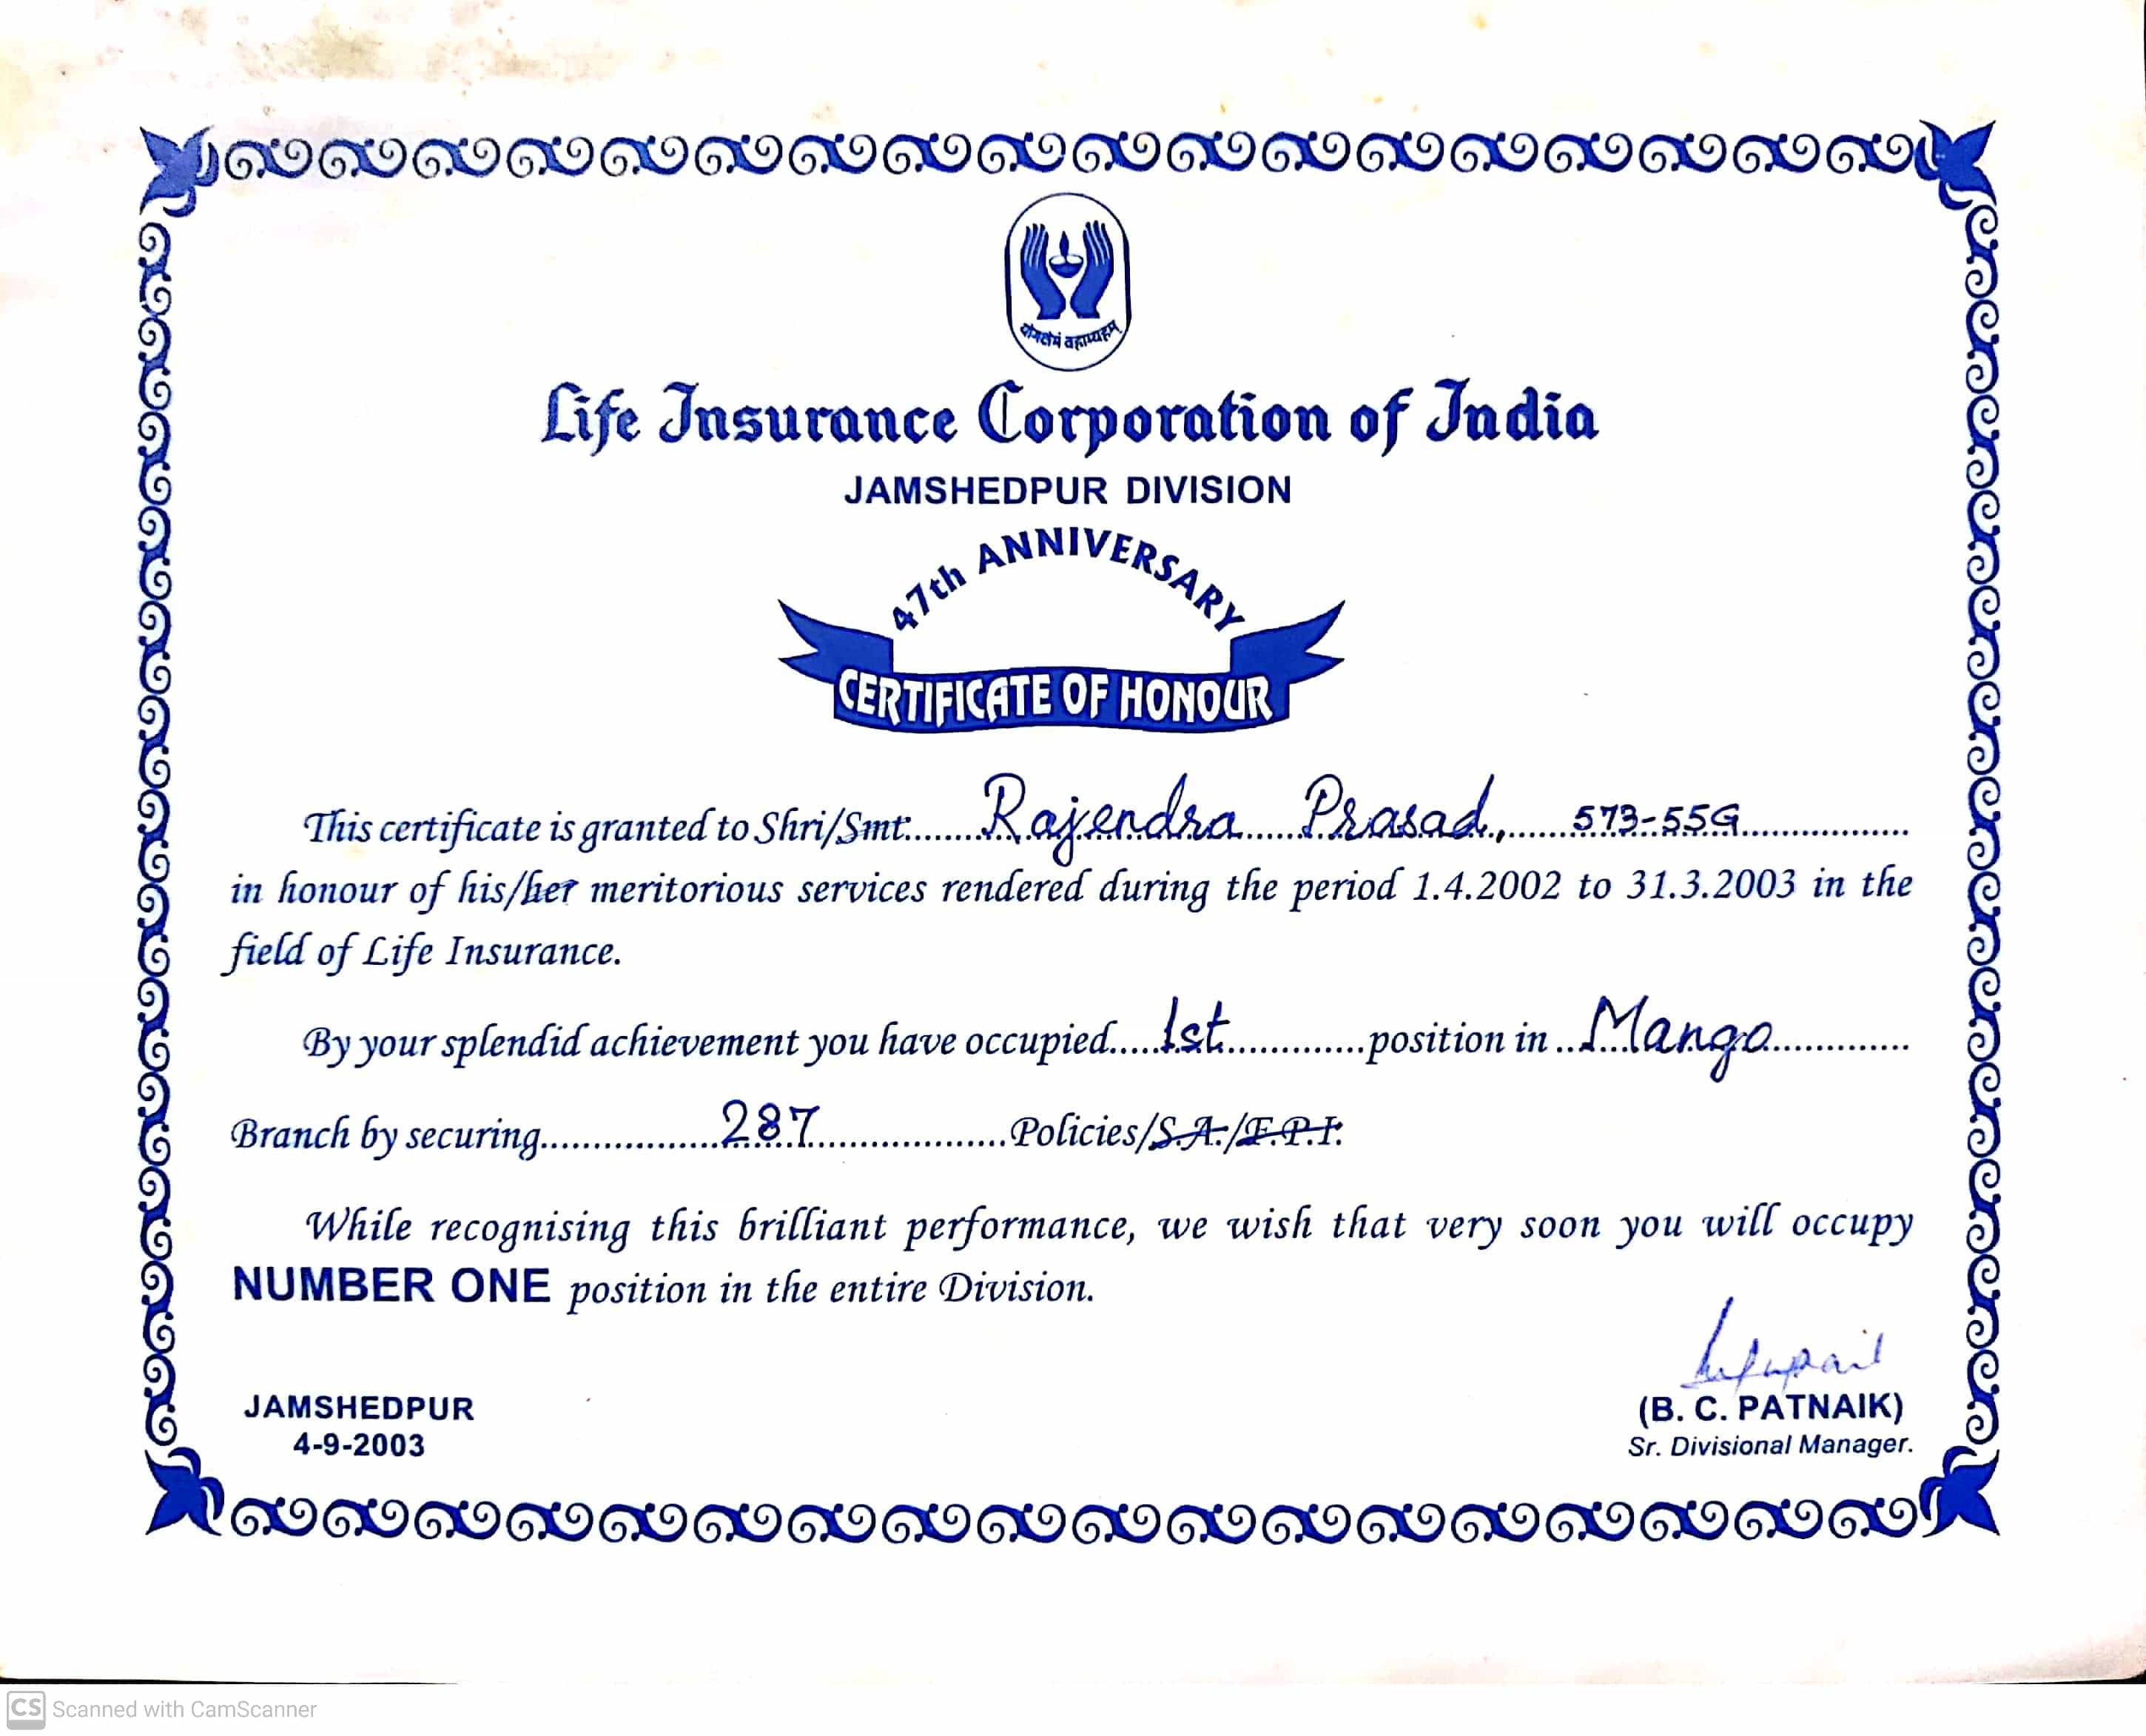 योगक्षेमं वहाम्यहम्
Life Insurance Corporation of India
JAMSHEDPUR DIVISION
47th ANNIVERSARY
CERTIFICATE OF HONOUR
This certificate is granted to Shri/Smt:.......Rajendra Prasad, 573-55G
in honour of his/her meritorious services rendered during the period 1.4.2002 to 31.3.2003 in the
field of Life Insurance.
By your splendid achievement you have occupied.....1st..............position in ...Mango..............
Branch by securing..................287...................Policies/S.A./F.P.I.
While recognising this brilliant performance, we wish that very soon you will occupy
NUMBER ONE position in the entire Division.
JAMSHEDPUR
4-9-2003
(B. C. PATNAIK)
Sr. Divisional Manager.
CS Scanned with CamScanner